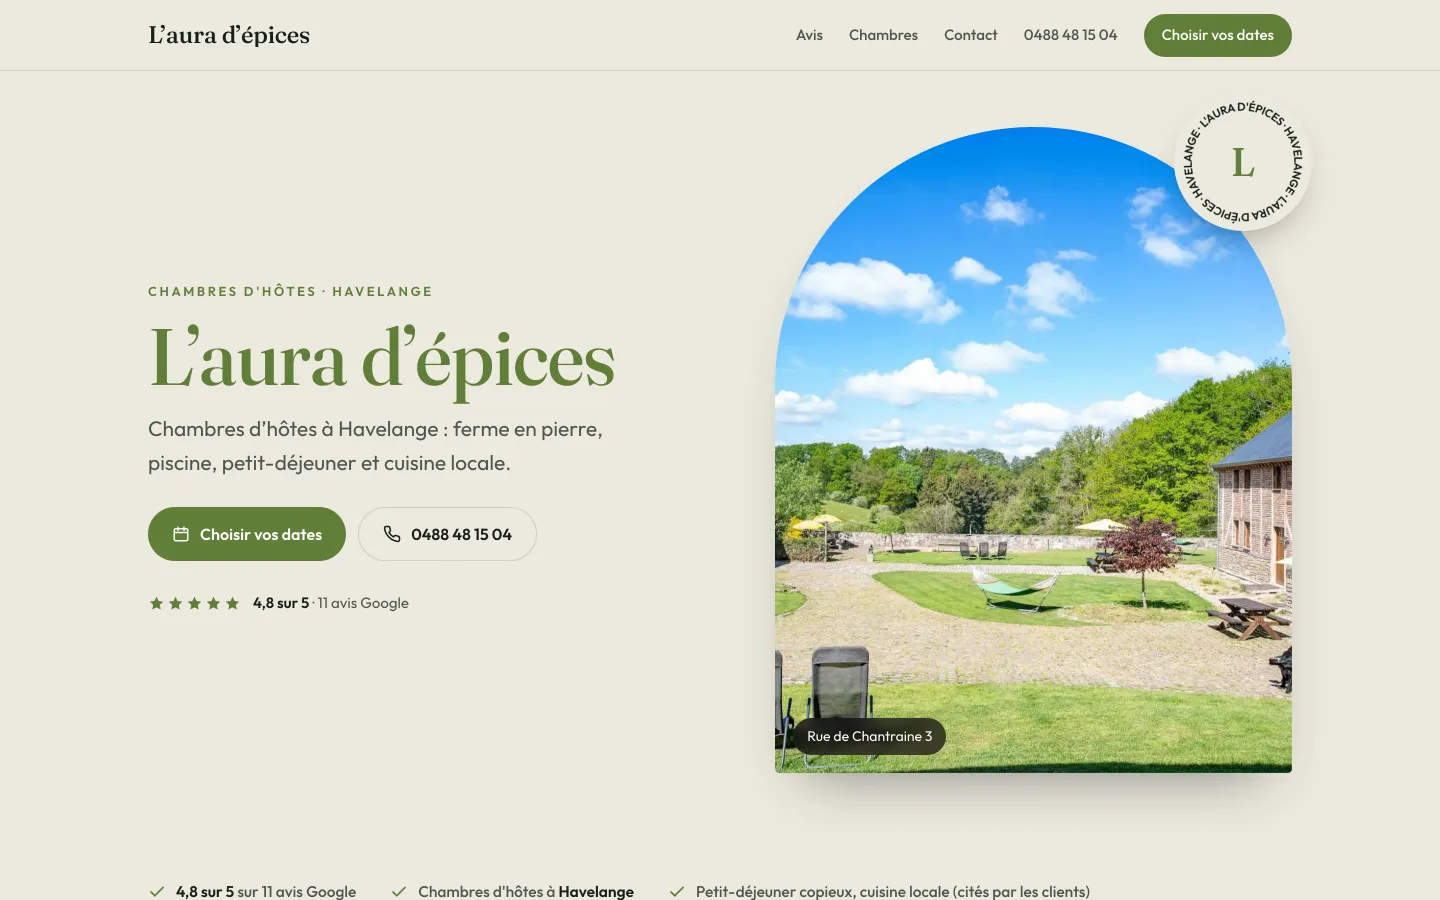 L’aura d’épices
Avis
Chambres
Contact
0488 48 15 04
Choisir vos dates
L'AURA D'ÉPICES · HAVELANGE · L'AURA D'ÉPICES · HAVELANGE ·
L
CHAMBRES D'HÔTES · HAVELANGE
L’aura d’épices
Chambres d’hôtes à Havelange : ferme en pierre,
piscine, petit-déjeuner et cuisine locale.
Choisir vos dates
0488 48 15 04
4,8 sur 5 · 11 avis Google
Rue de Chantraine 3
4,8 sur 5 sur 11 avis Google
Chambres d'hôtes à Havelange
Petit-déjeuner copieux, cuisine locale (cités par les clients)